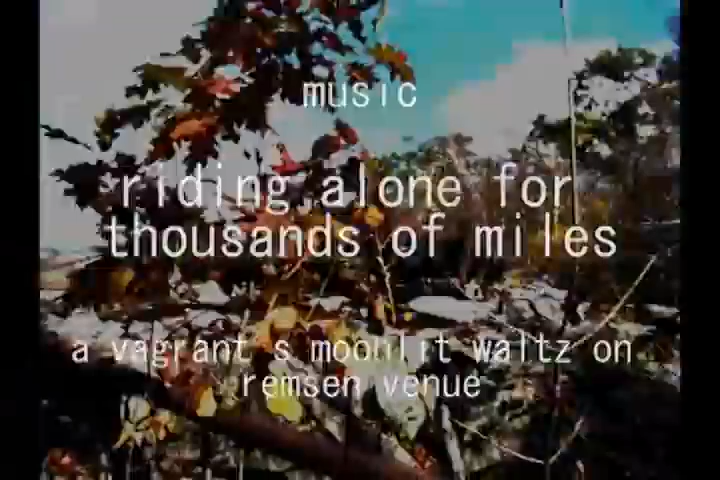 music
riding alone for
thousands of miles
a vagrant s moonlit waltz on
remsen venue